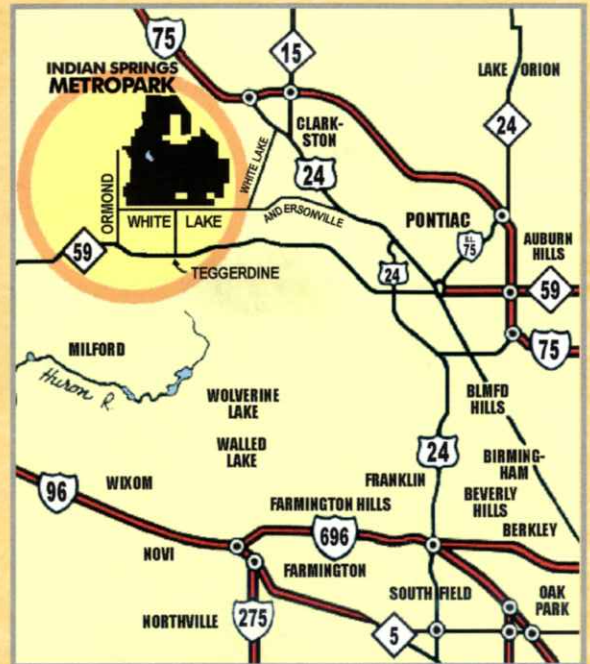 75
15
INDIAN SPRINGS
METROPARK
LAKE ORION
24
CLARK-
STON
WHITE LAKE
24
ORMOND
WHITE LAKE
ANDERSONVILLE
PONTIAC
BL
75
AUBURN
HILLS
59
TEGGERDINE
24
59
75
MILFORD
Huron R.
WOLVERINE
LAKE
WALLED
LAKE
BLMFD
HILLS
24
BIRMING-
HAM
FRANKLIN
BEVERLY
HILLS
BERKLEY
96
WIXOM
FARMINGTON HILLS
696
NOVI
FARMINGTON
SOUTHFIELD
OAK
PARK
NORTHVILLE
275
5